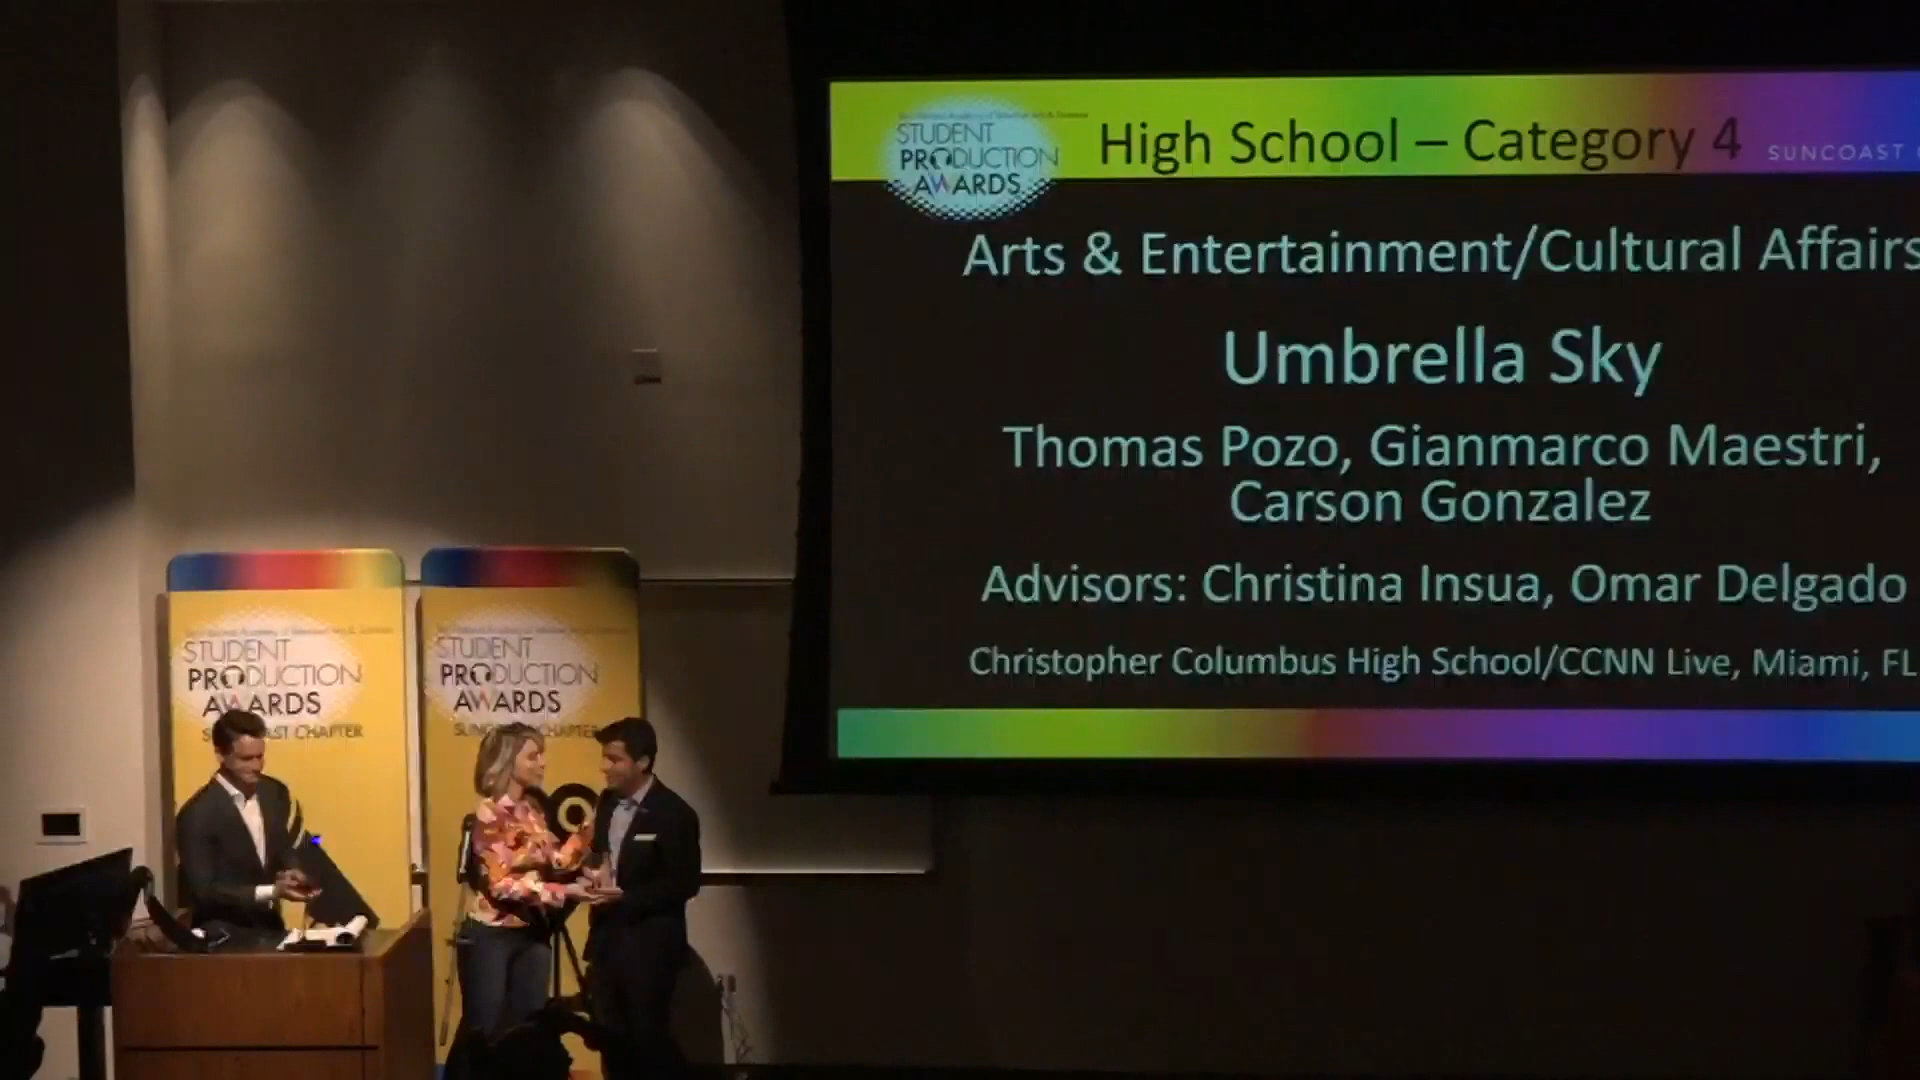 STUDENT
PRODUCTION
AWARDS
High School – Category 4
SUNCOAST
Arts & Entertainment/Cultural Affairs
Umbrella Sky
Thomas Pozo, Gianmarco Maestri,
Carson Gonzalez
Advisors: Christina Insua, Omar Delgado
Christopher Columbus High School/CCNN Live, Miami, FL
STUDENT
PRODUCTION
AWARDS
CHAPTER
STUDENT
PRODUCTION
AWARDS
CHAPTER